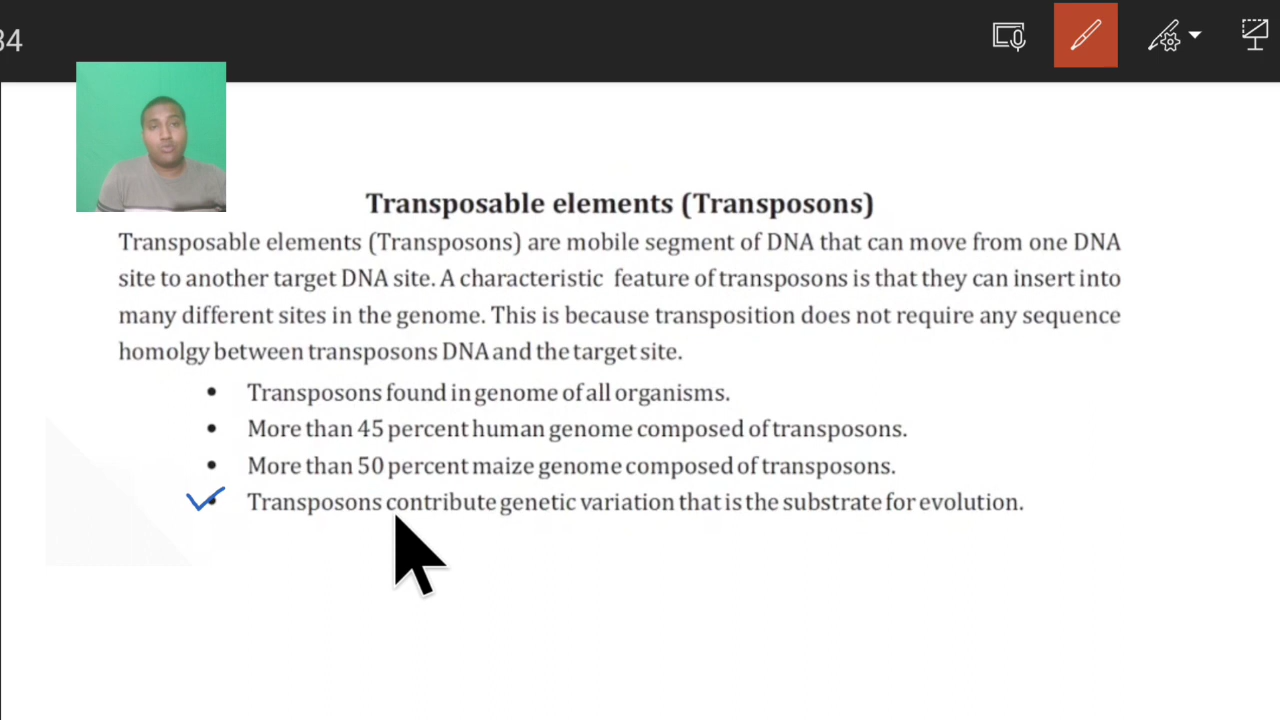 34
Transposable elements (Transposons)
Transposable elements (Transposons) are mobile segment of DNA that can move from one DNA
site to another target DNA site. A characteristic feature of transposons is that they can insert into
many different sites in the genome. This is because transposition does not require any sequence
homolgy between transposons DNA and the target site.
• Transposons found in genome of all organisms.
• More than 45 percent human genome composed of transposons.
• More than 50 percent maize genome composed of transposons.
• Transposons contribute genetic variation that is the substrate for evolution.